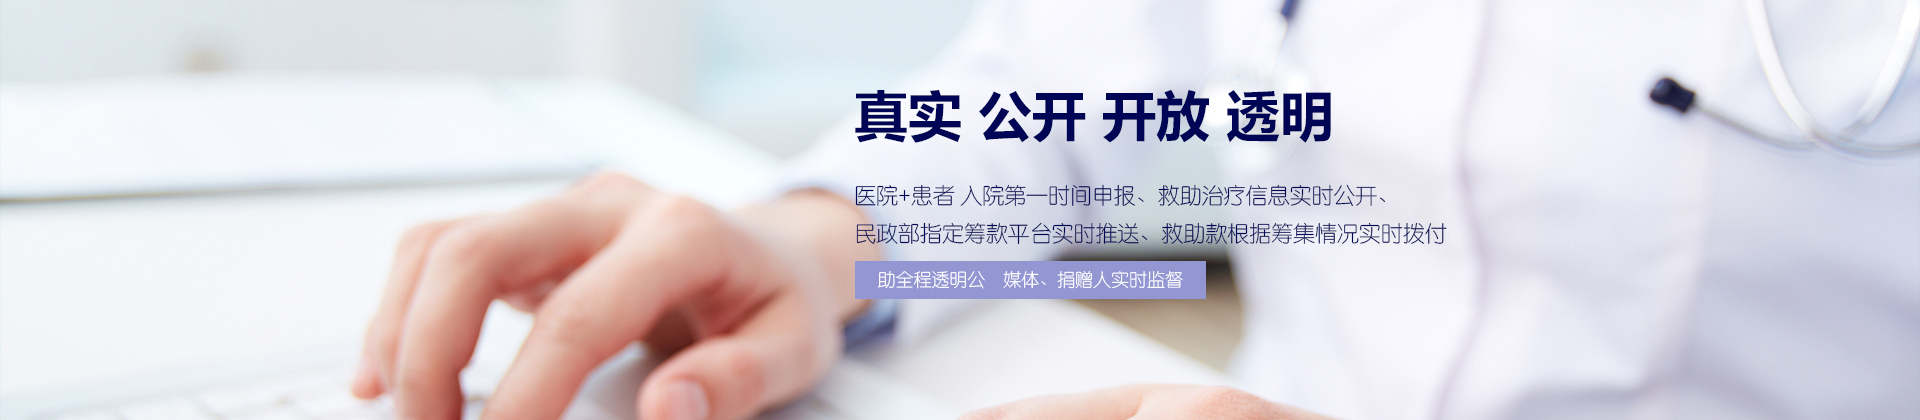 真实 公开 开放 透明
医院+患者 入院第一时间申报、救助治疗信息实时公开、
民政部指定筹款平台实时推送、救助款根据筹集情况实时拨付
助全程透明公 媒体、捐赠人实时监督